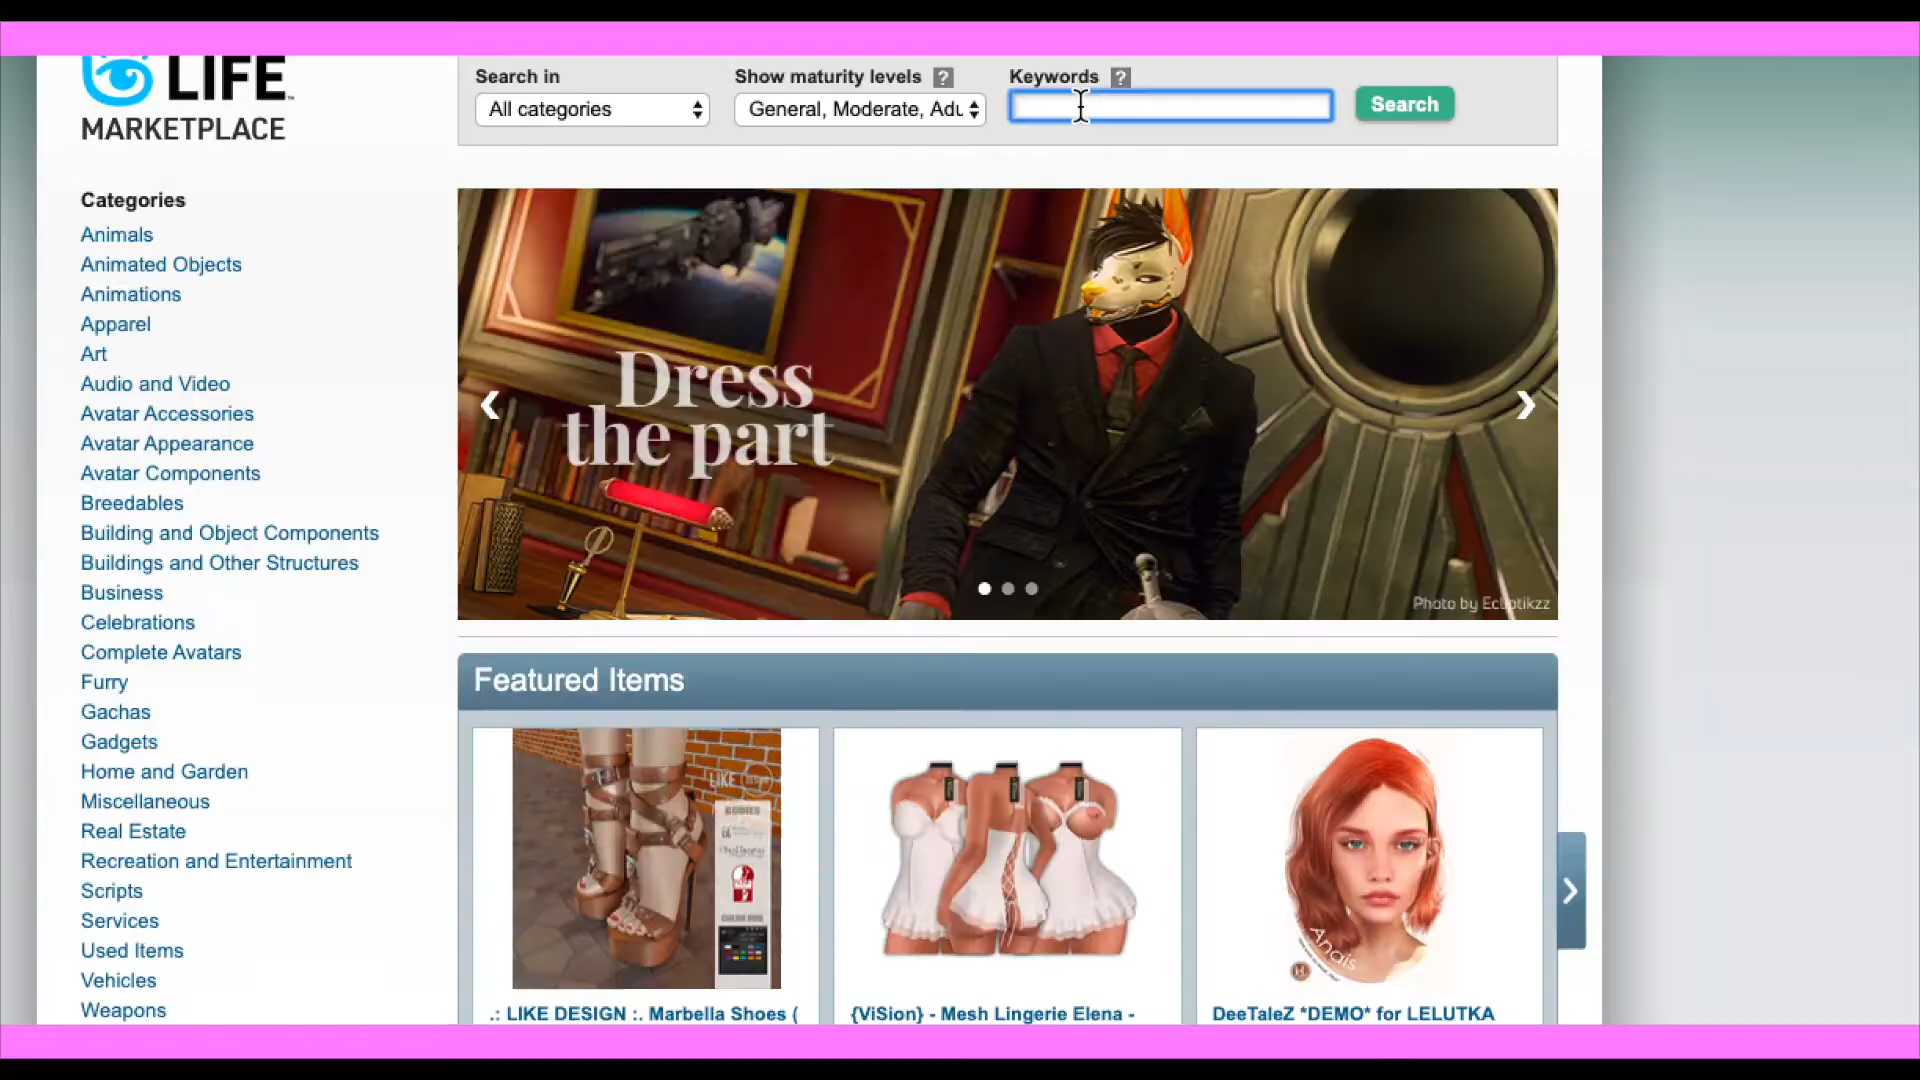 LIFE
MARKETPLACE
Search in
Show maturity levels ?
Keywords ?
All categories
General, Moderate, Adu
Search
Categories
Animals
Animated Objects
Animations
Apparel
Art
Audio and Video
Avatar Accessories
Avatar Appearance
Avatar Components
Breedables
Building and Object Components
Buildings and Other Structures
Business
Celebrations
Complete Avatars
Furry
Gachas
Gadgets
Home and Garden
Miscellaneous
Real Estate
Recreation and Entertainment
Scripts
Services
Used Items
Vehicles
Weapons
Dress
the part
Photo by Ecliptikzz
Featured Items
LIKE
BODIES
Anais
.: LIKE DESIGN :. Marbella Shoes (
{ViSion} - Mesh Lingerie Elena -
DeeTaleZ *DEMO* for LELUTKA